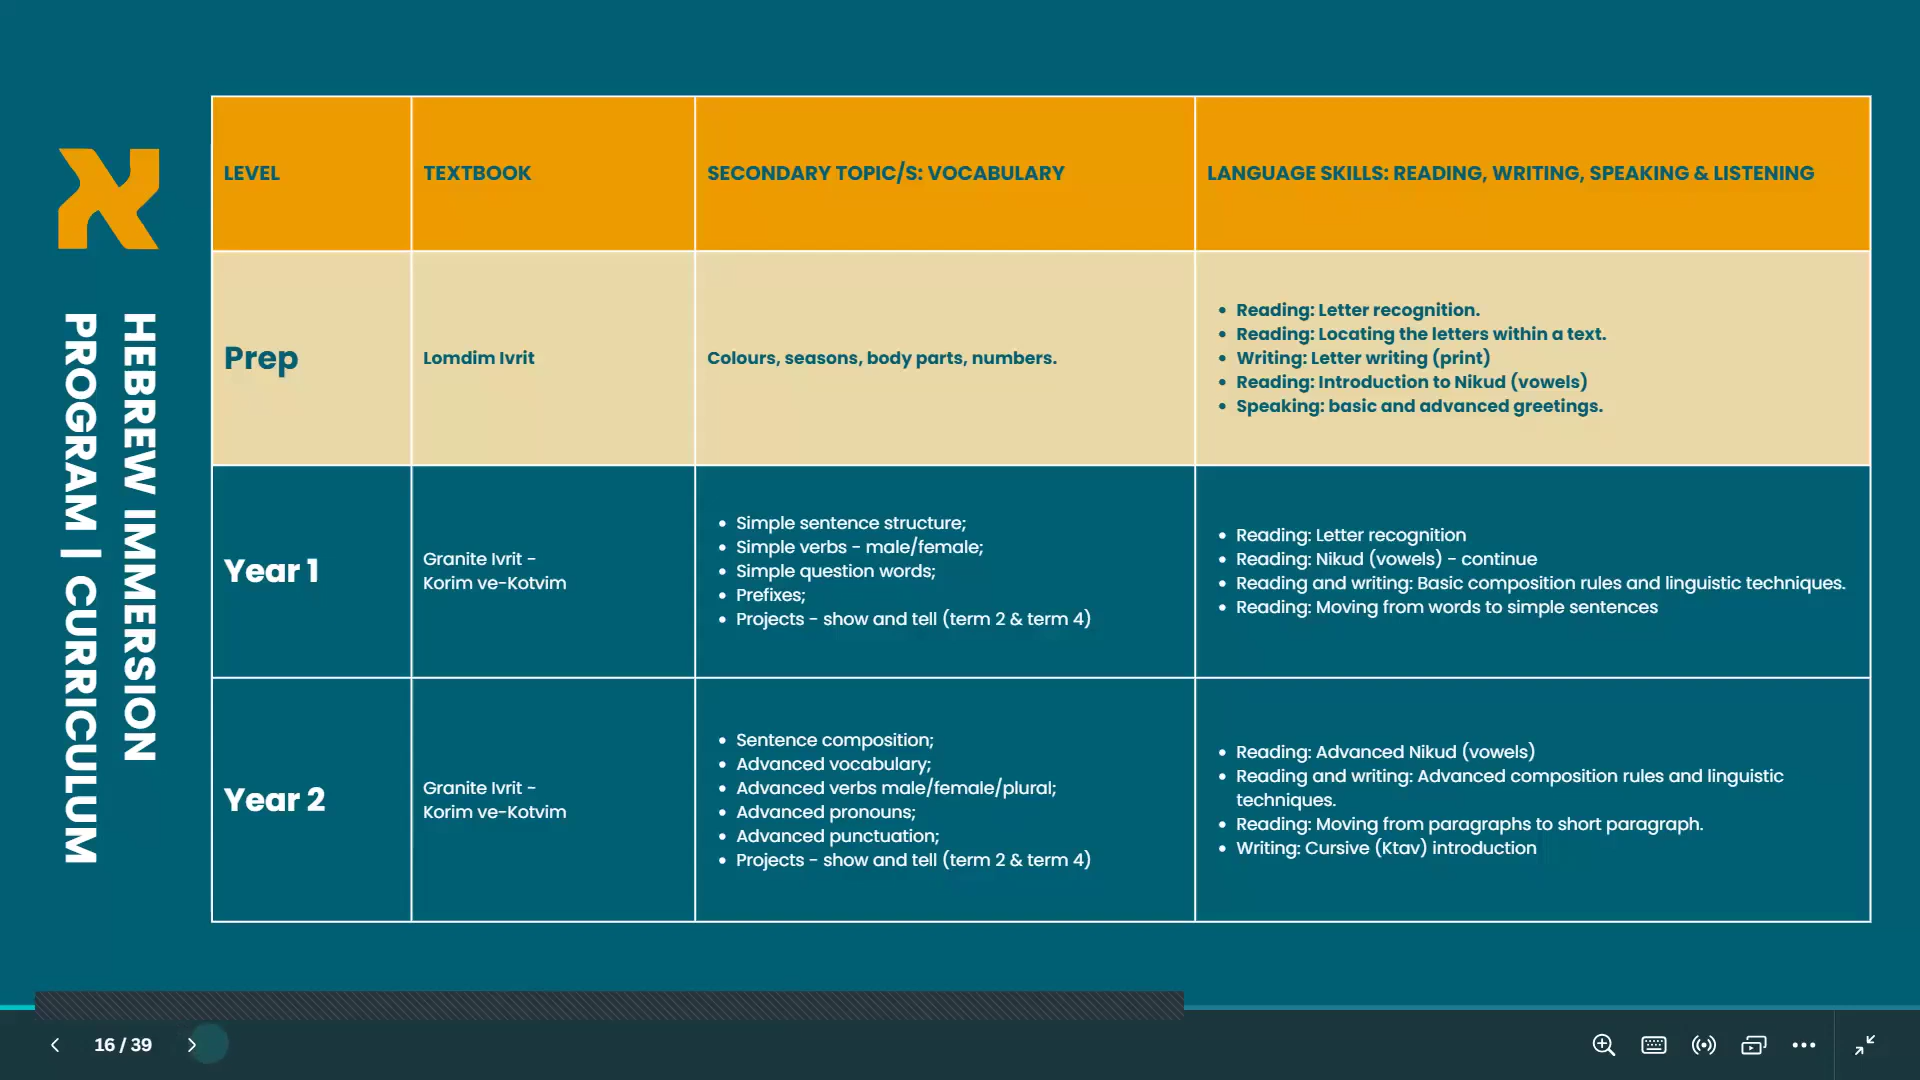 א
HEBREW IMMERSION
PROGRAM | CURRICULUM
LEVEL
TEXTBOOK
SECONDARY TOPIC/S: VOCABULARY
LANGUAGE SKILLS: READING, WRITING, SPEAKING & LISTENING
Prep
Lomdim Ivrit
Colours, seasons, body parts, numbers.
• Reading: Letter recognition.
• Reading: Locating the letters within a text.
• Writing: Letter writing (print)
• Reading: Introduction to Nikud (vowels)
• Speaking: basic and advanced greetings.
Year 1
Granite Ivrit -
Korim ve-Kotvim
• Simple sentence structure;
• Simple verbs - male/female;
• Simple question words;
• Prefixes;
• Projects - show and tell (term 2 & term 4)
• Reading: Letter recognition
• Reading: Nikud (vowels) - continue
• Reading and writing: Basic composition rules and linguistic techniques.
• Reading: Moving from words to simple sentences
Year 2
Granite Ivrit -
Korim ve-Kotvim
• Sentence composition;
• Advanced vocabulary;
• Advanced verbs male/female/plural;
• Advanced pronouns;
• Advanced punctuation;
• Projects - show and tell (term 2 & term 4)
• Reading: Advanced Nikud (vowels)
• Reading and writing: Advanced composition rules and linguistic
techniques.
• Reading: Moving from paragraphs to short paragraph.
• Writing: Cursive (Ktav) introduction
16 / 39